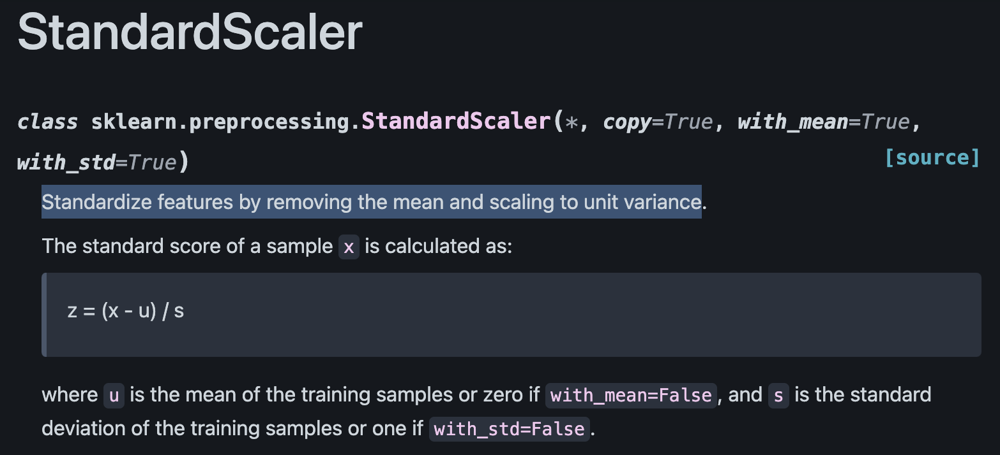 StandardScaler
class sklearn.preprocessing.StandardScaler(*, copy=True, with_mean=True,
with_std=True)
[source]
Standardize features by removing the mean and scaling to unit variance.
The standard score of a sample x is calculated as:
z = (x - u) / s
where u is the mean of the training samples or zero if with_mean=False, and s is the standard
deviation of the training samples or one if with_std=False.